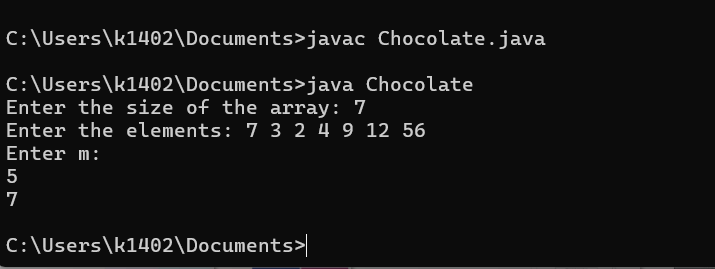 C:\Users\k1402\Documents>javac Chocolate.java
C:\Users\k1402\Documents>java Chocolate
Enter the size of the array: 7
Enter the elements: 7 3 2 4 9 12 56
Enter m:
5
7
C:\Users\k1402\Documents>